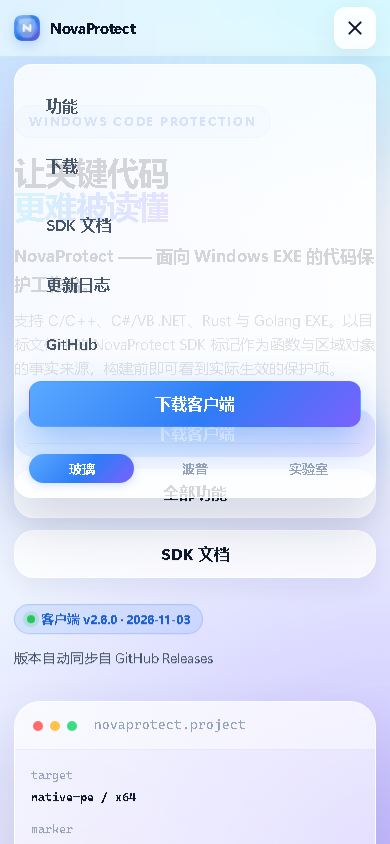 NovaProtect
功能
WINDOWS CODE PROTECTION
下载
让关键代码
更难被读懂
SDK 文档
NovaProtect —— 面向 Windows EXE 的代码保
护工
更新日志
支持 C/C++、C#/VB .NET、Rust 与 Golang EXE。以目
标文 NovaProtect SDK 标记作为函数与区域对象
GitHub
的事实来源，构建前即可看到实际生效的保护项。
下载客户端
下载客户端
玻璃
波普
实验室
全部功能
SDK 文档
客户端 v2.6.0 · 2026-11-03
版本自动同步自 GitHub Releases
novaprotect.project
target
native-pe / x64
marker